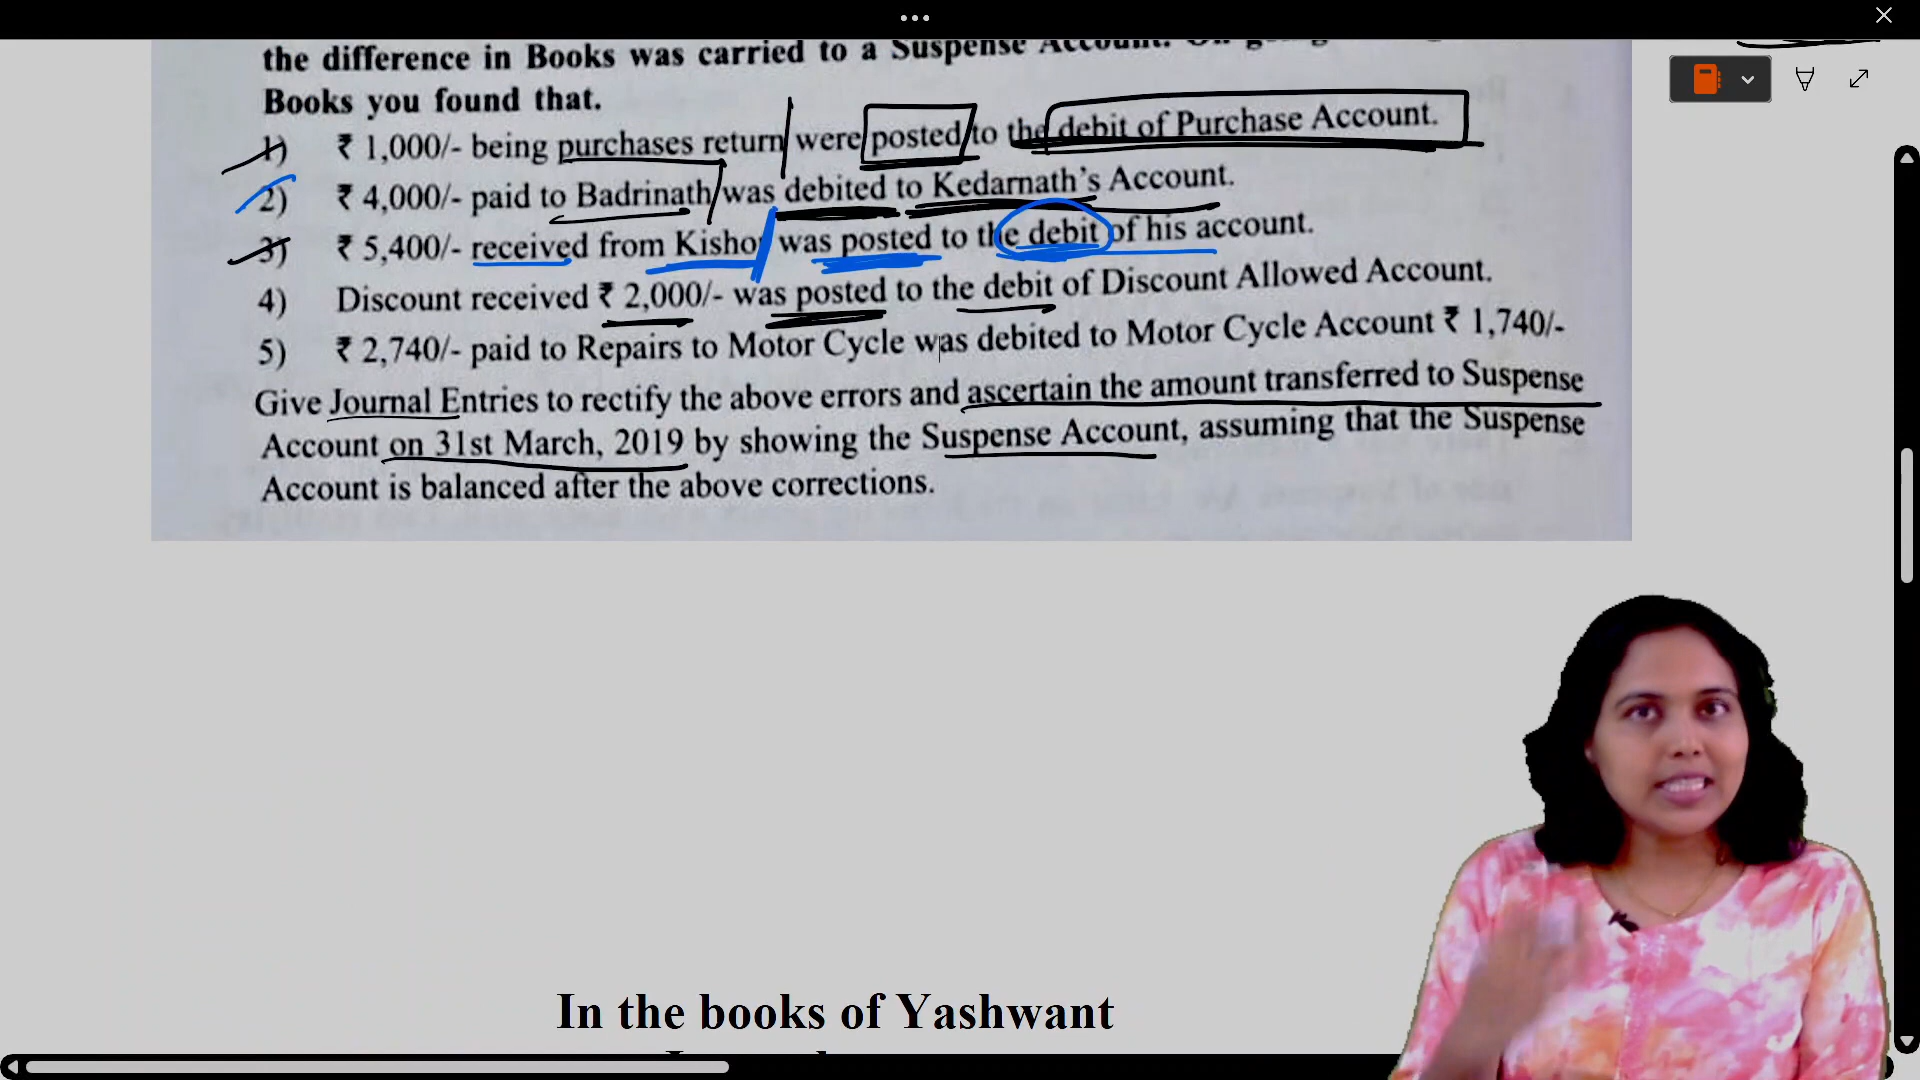 the difference in Books was carried to a Suspense Account. On
Books you found that.
1) ₹ 1,000/- being purchases return were posted to the debit of Purchase Account.
2) ₹ 4,000/- paid to Badrinath was debited to Kedarnath's Account.
3) ₹ 5,400/- received from Kishor was posted to the debit of his account.
4) Discount received ₹ 2,000/- was posted to the debit of Discount Allowed Account.
5) ₹ 2,740/- paid to Repairs to Motor Cycle was debited to Motor Cycle Account ₹ 1,740/-
Give Journal Entries to rectify the above errors and ascertain the amount transferred to Suspense
Account on 31st March, 2019 by showing the Suspense Account, assuming that the Suspense
Account is balanced after the above corrections.
In the books of Yashwant